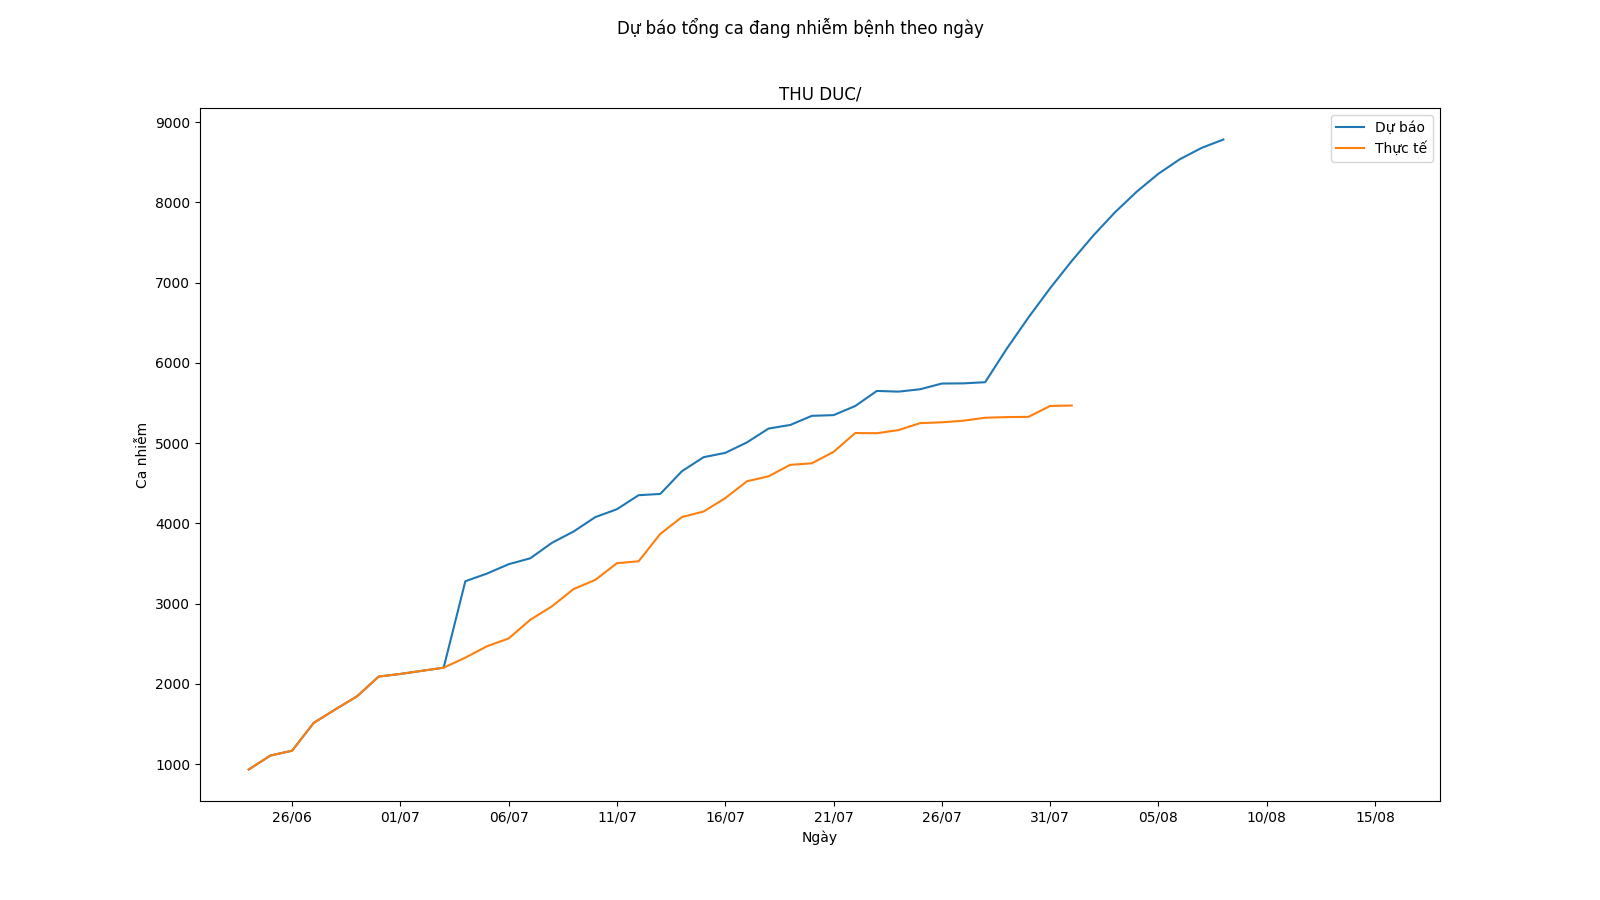 Dự báo tổng ca đang nhiễm bệnh theo ngày
THU DUC/
Dự báo
Thực tế
9000
8000
7000
6000
5000
4000
3000
2000
1000
Ca nhiễm
26/06 01/07 06/07 11/07 16/07 21/07 26/07 31/07 05/08 10/08 15/08
Ngày